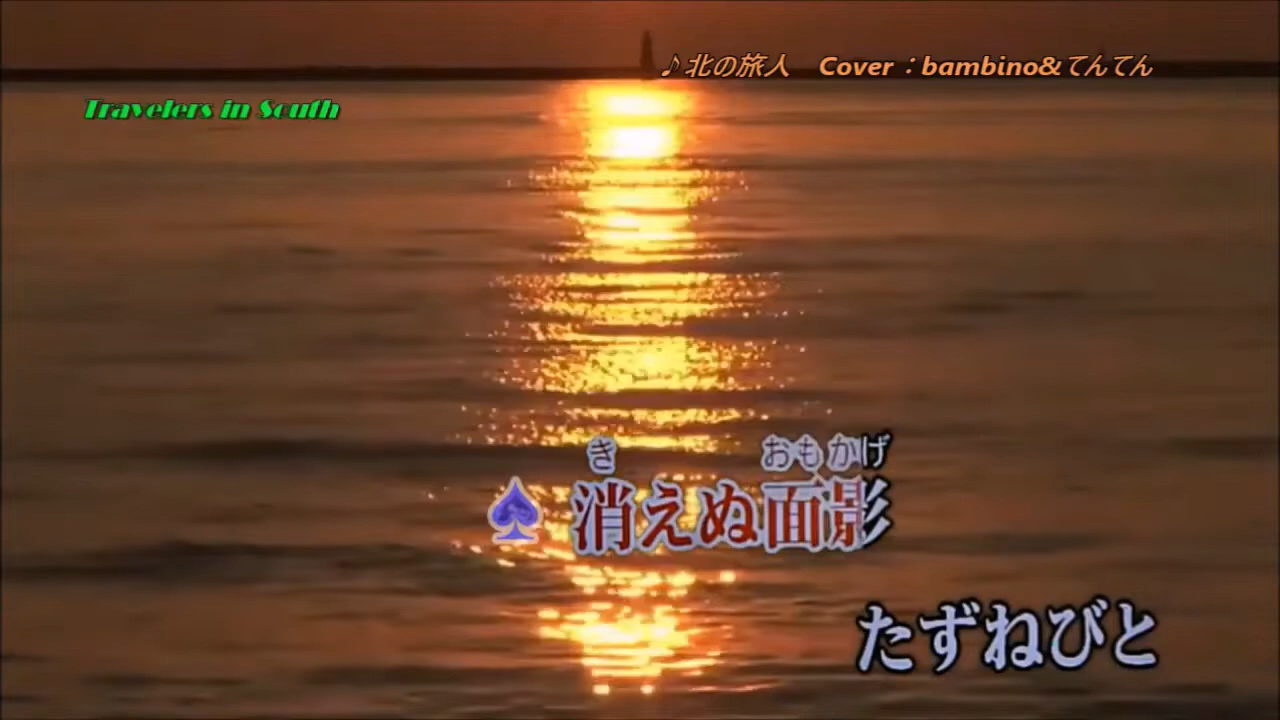 ♪北の旅人　Cover：bambino&てんてん
Travelers in South
き　おもかげ
♠ 消えぬ面影
たずねびと